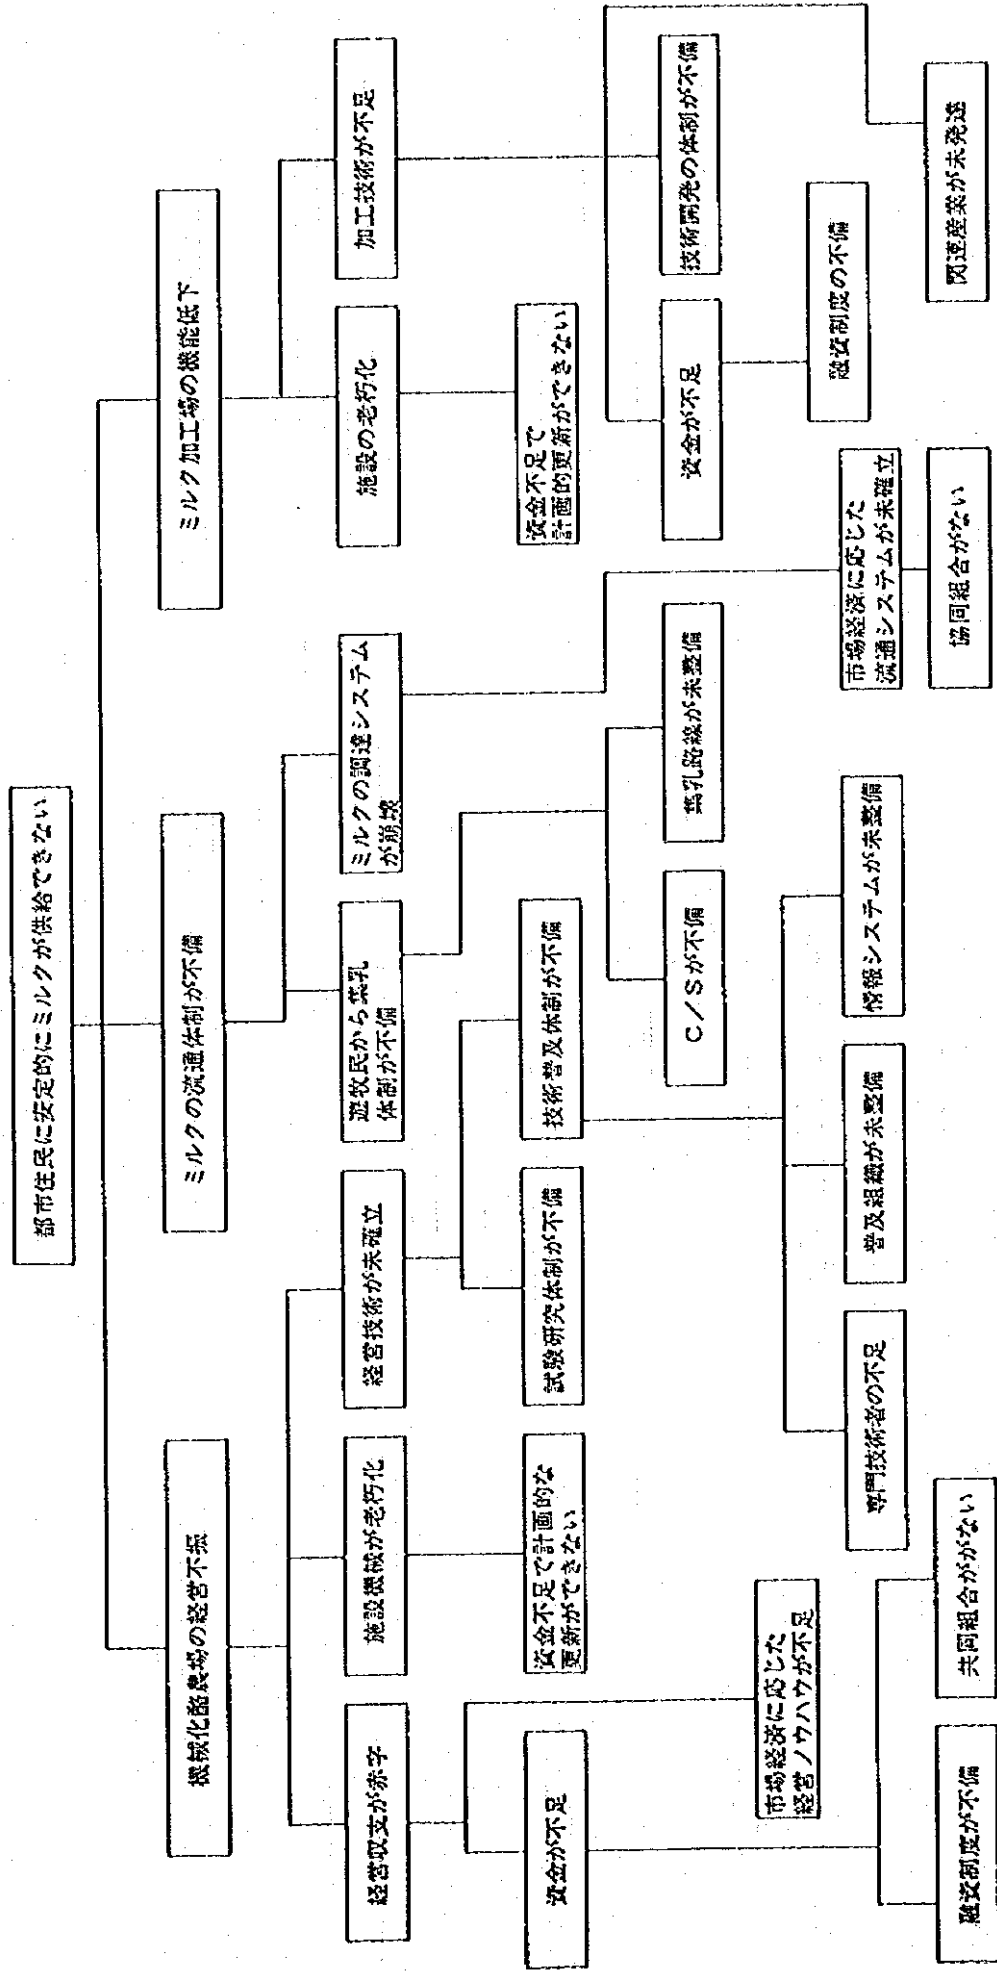 都市住民に安定的にミルクが供給できない
機械化酪農場の経営不振
ミルクの流通体制が不備
ミルク加工場の機能低下
経営収支が赤字
施設機械が老朽化
経営技術が未確立
遊牧民から集乳
体制が不備
ミルクの調達システム
が崩壊
施設の老朽化
加工技術が不足
資金が不足
資金不足で計画的な
更新ができない
試験研究体制が不備
技術普及体制が不備
資金不足で
計画的更新ができない
C/Sが不備
集乳路線が未整備
資金が不足
技術開発の体制が不備
市場経済に応じた
経営ノウハウが不足
専門技術者の不足
普及組織が未整備
情報システムが未整備
市場経済に応じた
流通システムが未確立
融資制度の不備
融資制度が不備
共同組合ががない
協同組合がない
関連産業が未発達